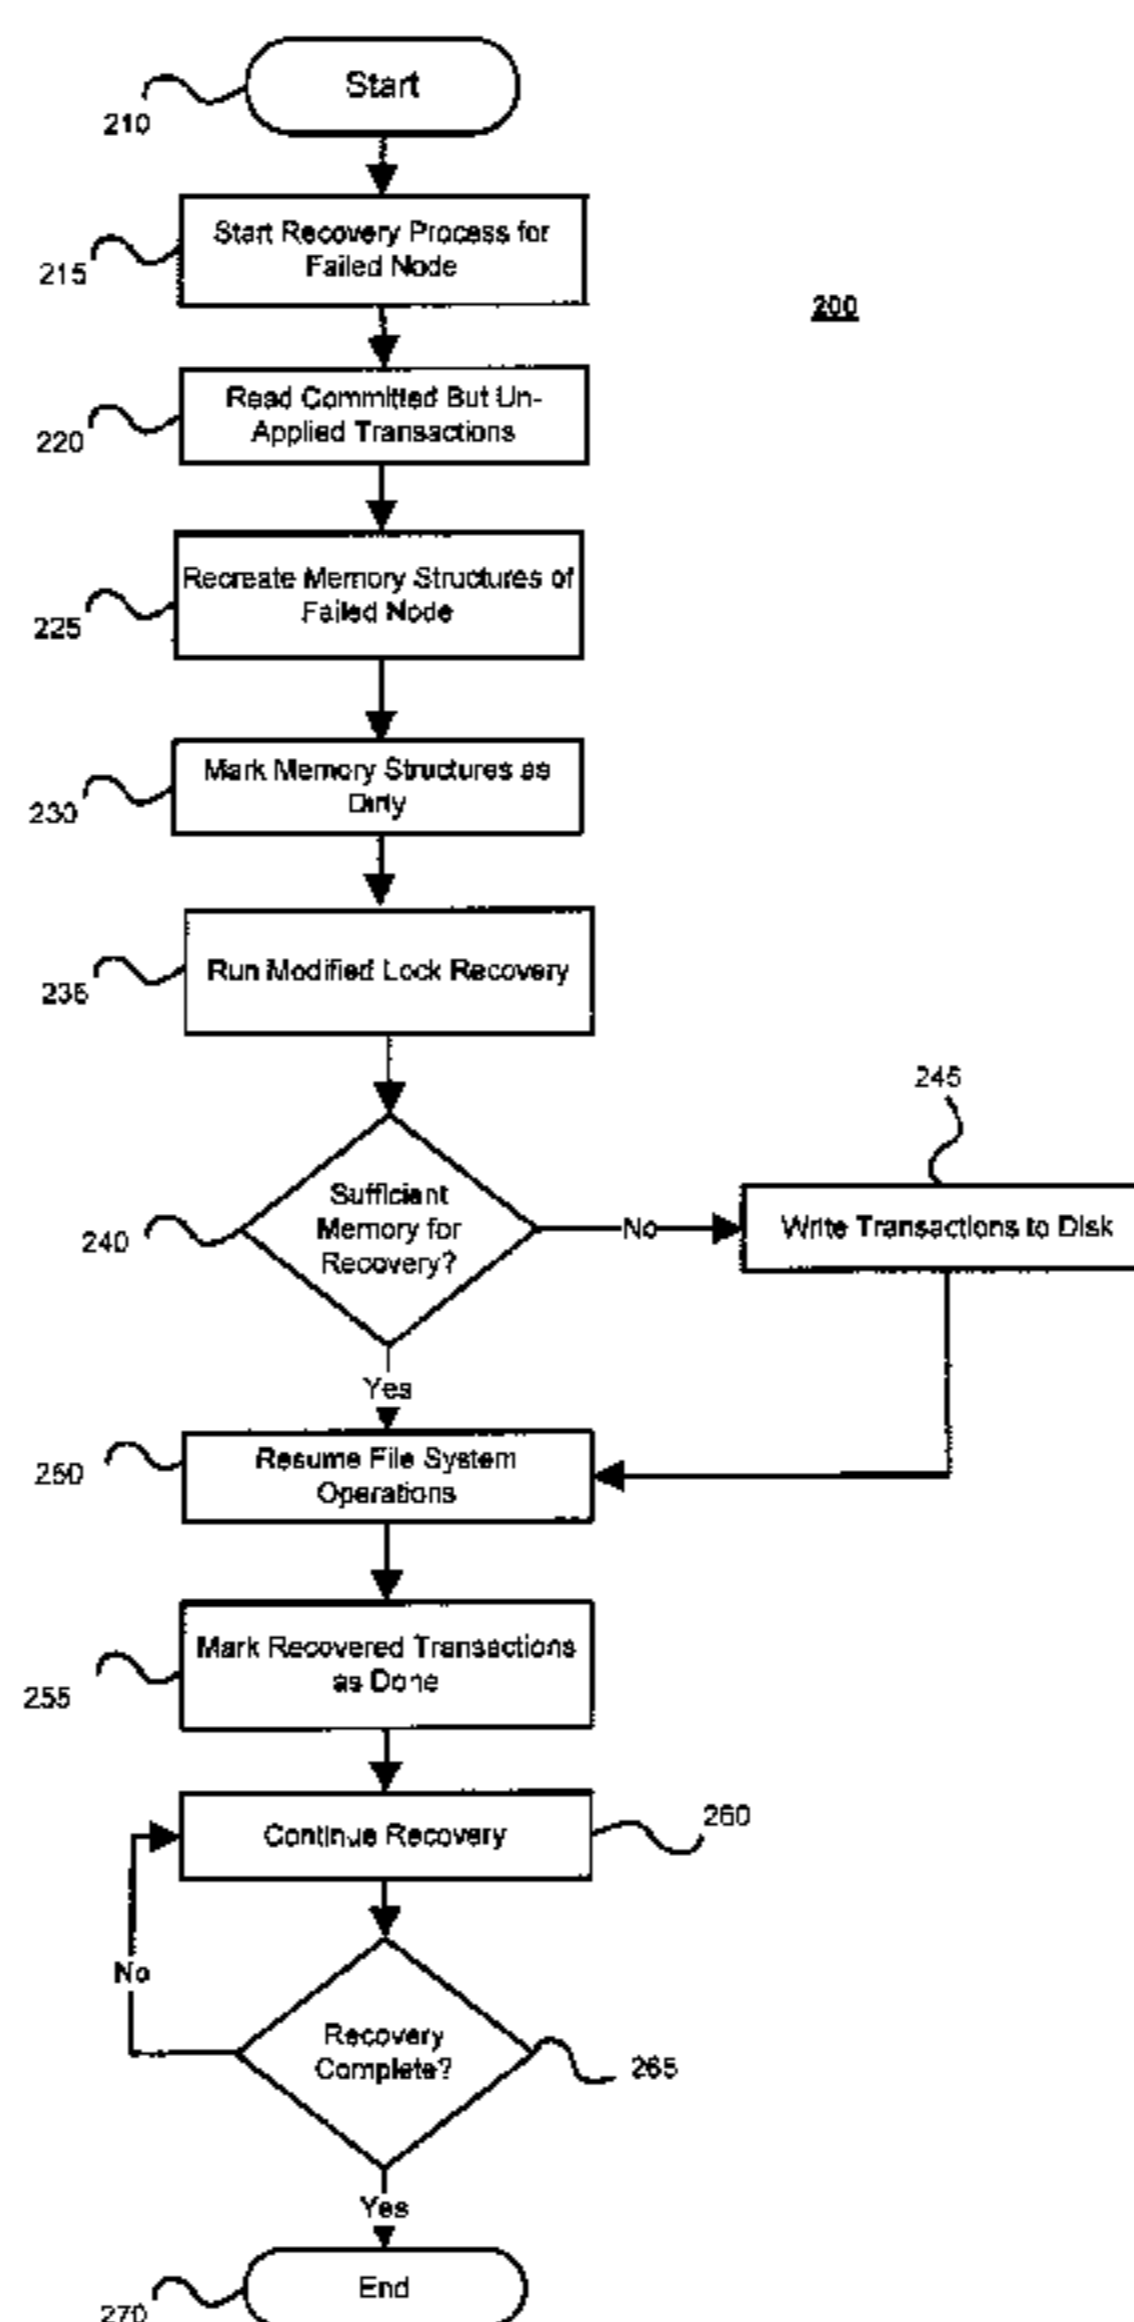 Start
210
Start Recovery Process for
Failed Node
215
200
Read Committed But Un-
Applied Transactions
220
Recreate Memory Structures of
Failed Node
225
Mark Memory Structures as
Dirty
230
Run Modified Lock Recovery
235
245
Sufficient
Memory for
Recovery?
240
No
Write Transactions to Disk
Yes
Resume File System
Operations
250
Mark Recovered Transactions
as Done
255
Continue Recovery
260
No
Recovery
Complete?
265
Yes
End
270